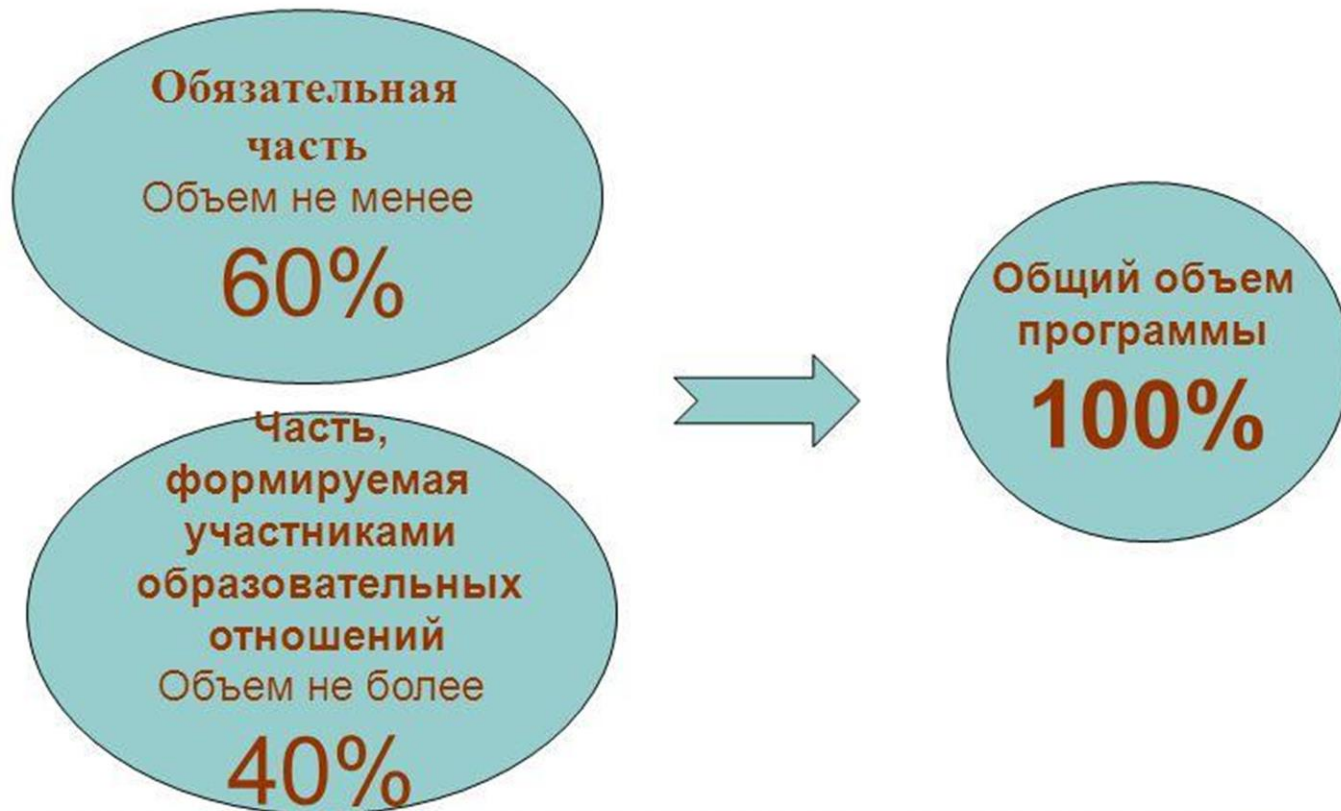 Обязательная
часть
Объем не менее
60%
Часть,
формируемая
участниками
образовательных
отношений
Объем не более
40%
Общий объем
программы
100%